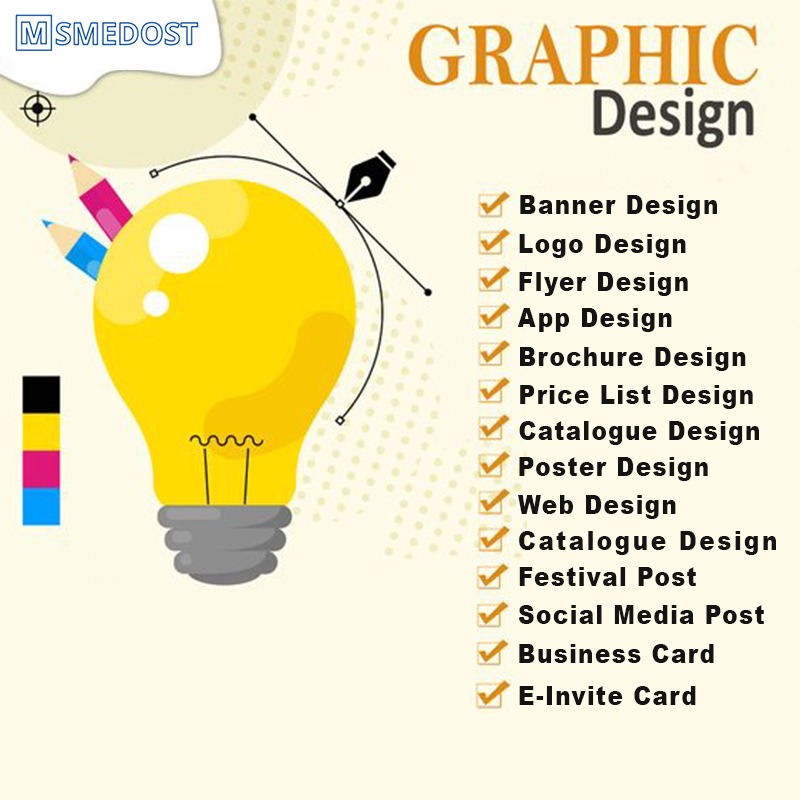 MSMEDOST
GRAPHIC
Design
Banner Design
Logo Design
Flyer Design
App Design
Brochure Design
Price List Design
Catalogue Design
Poster Design
Web Design
Catalogue Design
Festival Post
Social Media Post
Business Card
E-Invite Card